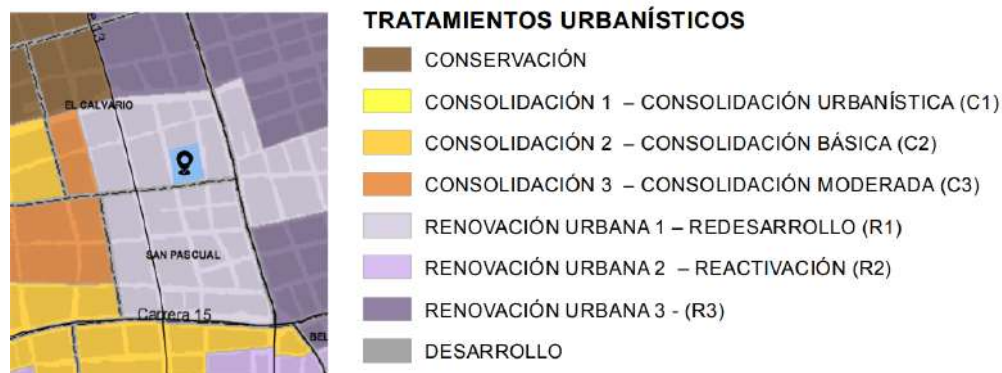 TRATAMIENTOS URBANÍSTICOS
CONSERVACIÓN
CONSOLIDACIÓN 1 – CONSOLIDACIÓN URBANÍSTICA (C1)
CONSOLIDACIÓN 2 – CONSOLIDACIÓN BÁSICA (C2)
CONSOLIDACIÓN 3 – CONSOLIDACIÓN MODERADA (C3)
RENOVACIÓN URBANA 1 – REDESARROLLO (R1)
RENOVACIÓN URBANA 2 – REACTIVACIÓN (R2)
RENOVACIÓN URBANA 3 - (R3)
DESARROLLO
EL CALVARIO
SAN PASCUAL
Carrera 15
BEL